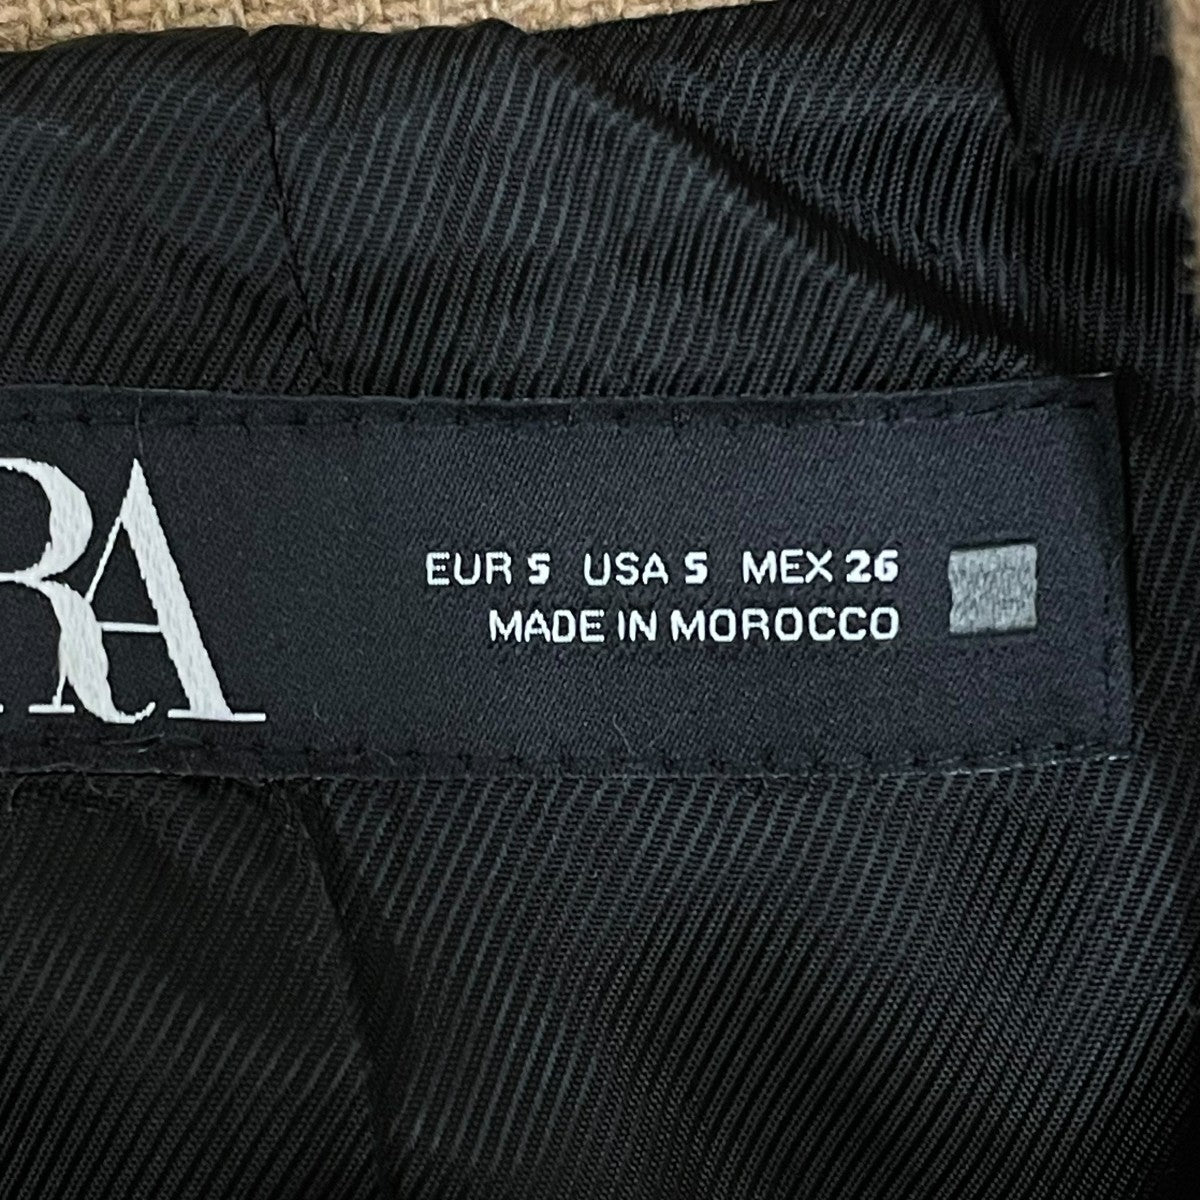 RA
EUR S USA S MEX 26
MADE IN MOROCCO